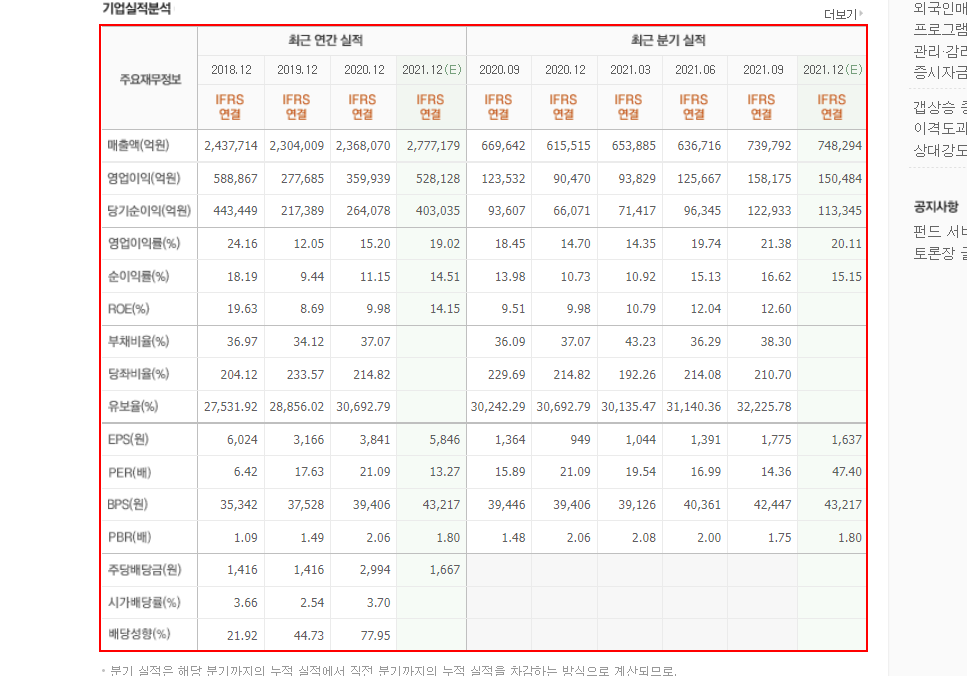 기업실적분석
더보기
주요재무정보 최근 연간 실적 최근 분기 실적
2018.12 2019.12 2020.12 2021.12(E) 2020.09 2020.12 2021.03 2021.06 2021.09 2021.12(E)
IFRS IFRS IFRS IFRS IFRS IFRS IFRS IFRS IFRS IFRS
연결 연결 연결 연결 연결 연결 연결 연결 연결 연결
매출액(억원) 2,437,714 2,304,009 2,368,070 2,777,179 669,642 615,515 653,885 636,716 739,792 748,294
영업이익(억원) 588,867 277,685 359,939 528,128 123,532 90,470 93,829 125,667 158,175 150,484
당기순이익(억원) 443,449 217,389 264,078 403,035 93,607 66,071 71,417 96,345 122,933 113,345
영업이익률(%) 24.16 12.05 15.20 19.02 18.45 14.70 14.35 19.74 21.38 20.11
순이익률(%) 18.19 9.44 11.15 14.51 13.98 10.73 10.92 15.13 16.62 15.15
ROE(%) 19.63 8.69 9.98 14.15 9.51 9.98 10.79 12.04 12.60
부채비율(%) 36.97 34.12 37.07 36.09 37.07 43.23 36.29 38.30
당좌비율(%) 204.12 233.57 214.82 229.69 214.82 192.26 214.08 210.70
유보율(%) 27,531.92 28,856.02 30,692.79 30,242.29 30,692.79 30,135.47 31,140.36 32,225.78
EPS(원) 6,024 3,166 3,841 5,846 1,364 949 1,044 1,391 1,775 1,637
PER(배) 6.42 17.63 21.09 13.27 15.89 21.09 19.54 16.99 14.36 47.40
BPS(원) 35,342 37,528 39,406 43,217 39,446 39,406 39,126 40,361 42,447 43,217
PBR(배) 1.09 1.49 2.06 1.80 1.48 2.06 2.08 2.00 1.75 1.80
주당배당금(원) 1,416 1,416 2,994 1,667
시가배당률(%) 3.66 2.54 3.70
배당성향(%) 21.92 44.73 77.95
분기 실적은 해당 분기까지의 누적 실적에서 직전 분기까지의 누적 실적을 차감하는 방식으로 계산되므로,
외국인매
프로그램
관리·감리
증시자금
갭상승
이격도과
상대강도
공지사항
펀드 서비
토론장